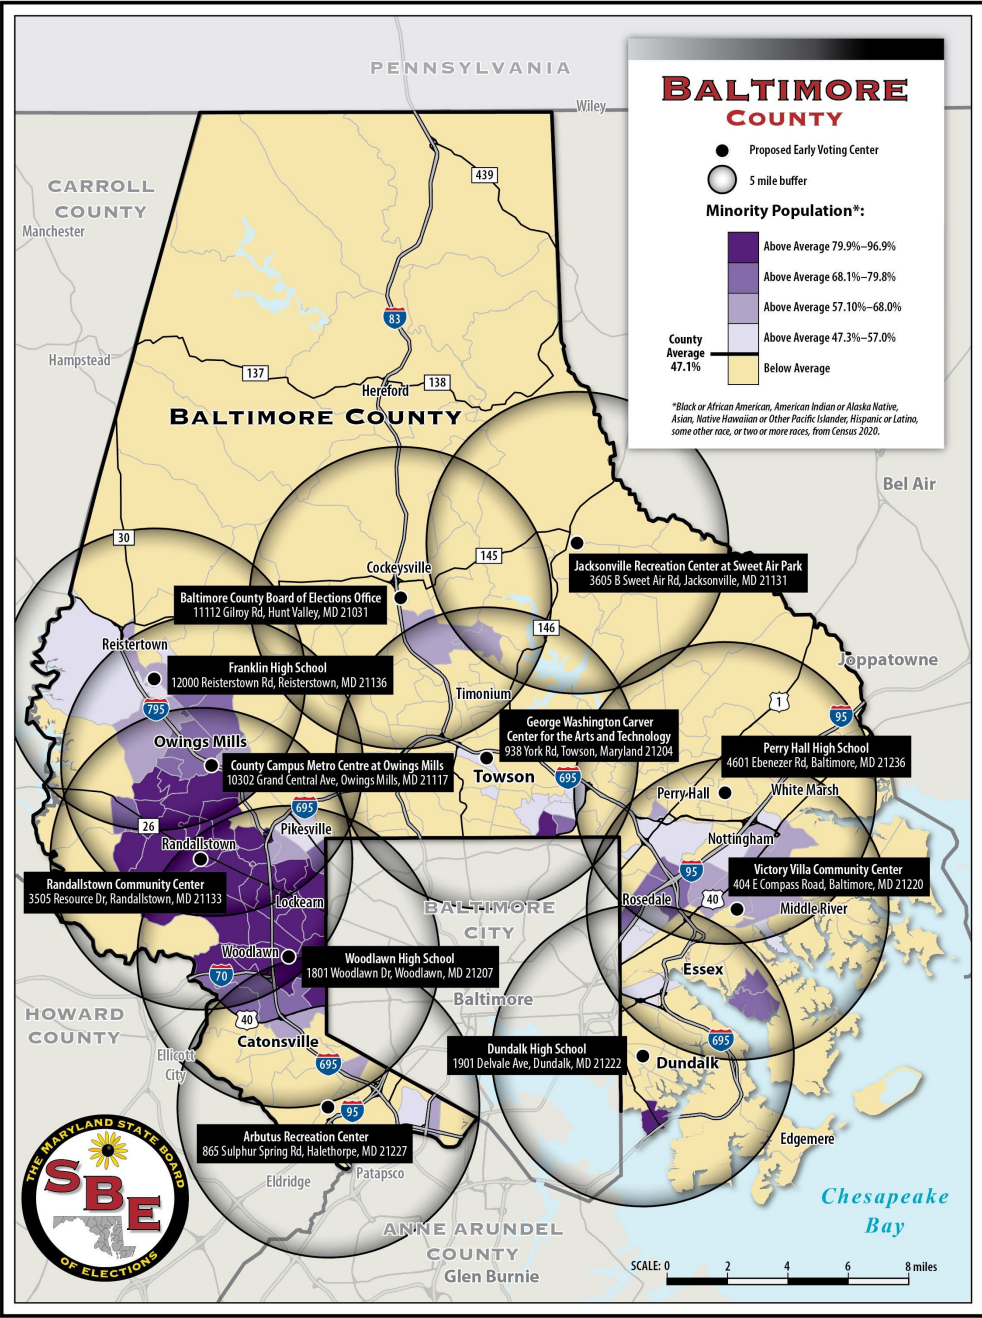 PENNSYLVANIA
Wiley
BALTIMORE
COUNTY
Proposed Early Voting Center
5 mile buffer
Minority Population*:
Above Average 79.9%–96.9%
Above Average 68.1%–79.8%
Above Average 57.10%–68.0%
Above Average 47.3%–57.0%
County
Average
47.1%
Below Average
*Black or African American, American Indian or Alaska Native,
Asian, Native Hawaiian or Other Pacific Islander, Hispanic or Latino,
some other race, or two or more races, from Census 2020.
439
CARROLL
COUNTY
Manchester
83
Hampstead
137
Hereford
138
BALTIMORE COUNTY
Bel Air
30
145
Cockeysville
Jacksonville Recreation Center at Sweet Air Park
3605 B Sweet Air Rd, Jacksonville, MD 21131
Baltimore County Board of Elections Office
11112 Gilroy Rd, Hunt Valley, MD 21031
146
Reistertown
Joppatowne
Franklin High School
12000 Reisterstown Rd, Reisterstown, MD 21136
Timonium
795
1
95
Owings Mills
George Washington Carver
Center for the Arts and Technology
938 York Rd, Towson, Maryland 21204
Perry Hall High School
4601 Ebenezer Rd, Baltimore, MD 21236
County Campus Metro Centre at Owings Mills
10302 Grand Central Ave, Owings Mills, MD 21117
Towson
695
Perry Hall
White Marsh
695
26
Pikesville
Randallstown
Nottingham
95
Victory Villa Community Center
404 E Compass Road, Baltimore, MD 21220
Randallstown Community Center
3505 Resource Dr, Randallstown, MD 21133
Lockearn
Rosedale
40
Middle River
BALTIMORE
CITY
Woodlawn
Woodlawn High School
1801 Woodlawn Dr, Woodlawn, MD 21207
70
Essex
Baltimore
HOWARD
COUNTY
40
Catonsville
Ellicott
City
695
695
Dundalk High School
1901 Delvale Ave, Dundalk, MD 21222
Dundalk
95
Arbutus Recreation Center
865 Sulphur Spring Rd, Halethorpe, MD 21227
Edgemere
Eldridge
Patapsco
THE MARYLAND STATE BOARD
SBE
OF ELECTIONS
Chesapeake
Bay
ANNE ARUNDEL
COUNTY
Glen Burnie
SCALE: 0 2 4 6 8 miles